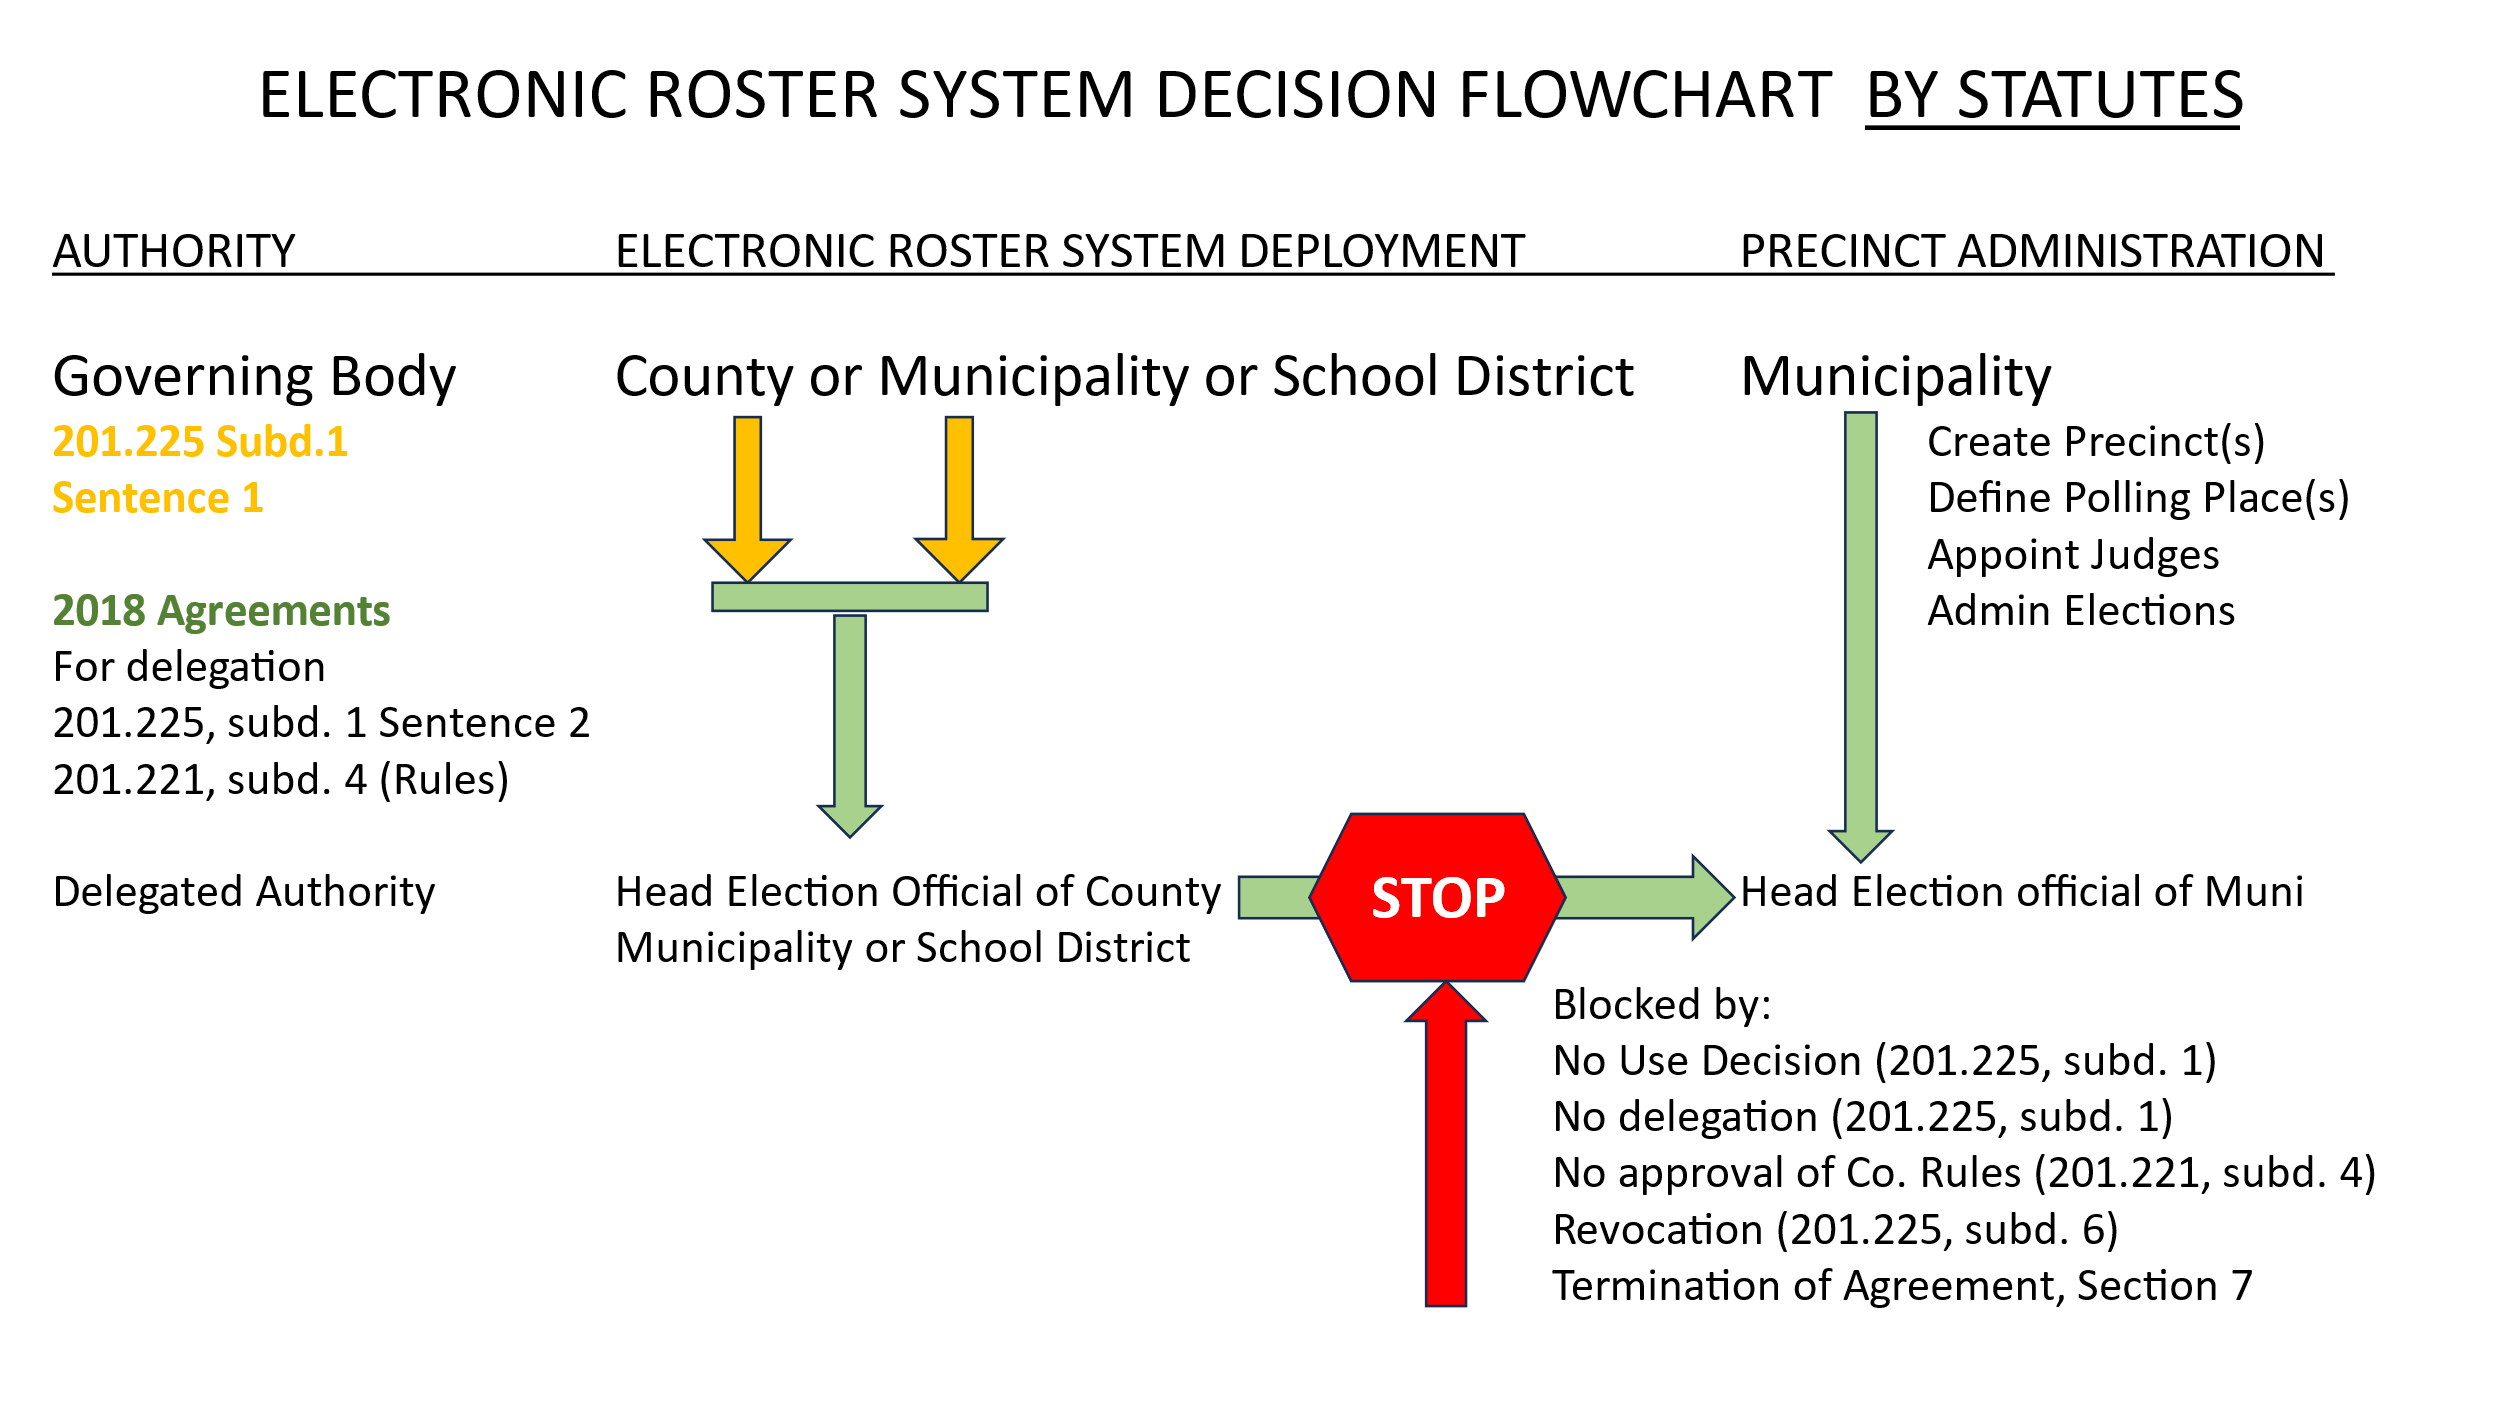 ELECTRONIC ROSTER SYSTEM DECISION FLOWCHART BY STATUTES
AUTHORITY
ELECTRONIC ROSTER SYSTEM DEPLOYMENT
PRECINCT ADMINISTRATION
Governing Body
County or Municipality or School District
Municipality
201.225 Subd.1
Sentence 1
Create Precinct(s)
Define Polling Place(s)
Appoint Judges
Admin Elections
2018 Agreements
For delegation
201.225, subd. 1 Sentence 2
201.221, subd. 4 (Rules)
Delegated Authority
Head Election Official of County
Municipality or School District
STOP
Head Election official of Muni
Blocked by:
No Use Decision (201.225, subd. 1)
No delegation (201.225, subd. 1)
No approval of Co. Rules (201.221, subd. 4)
Revocation (201.225, subd. 6)
Termination of Agreement, Section 7